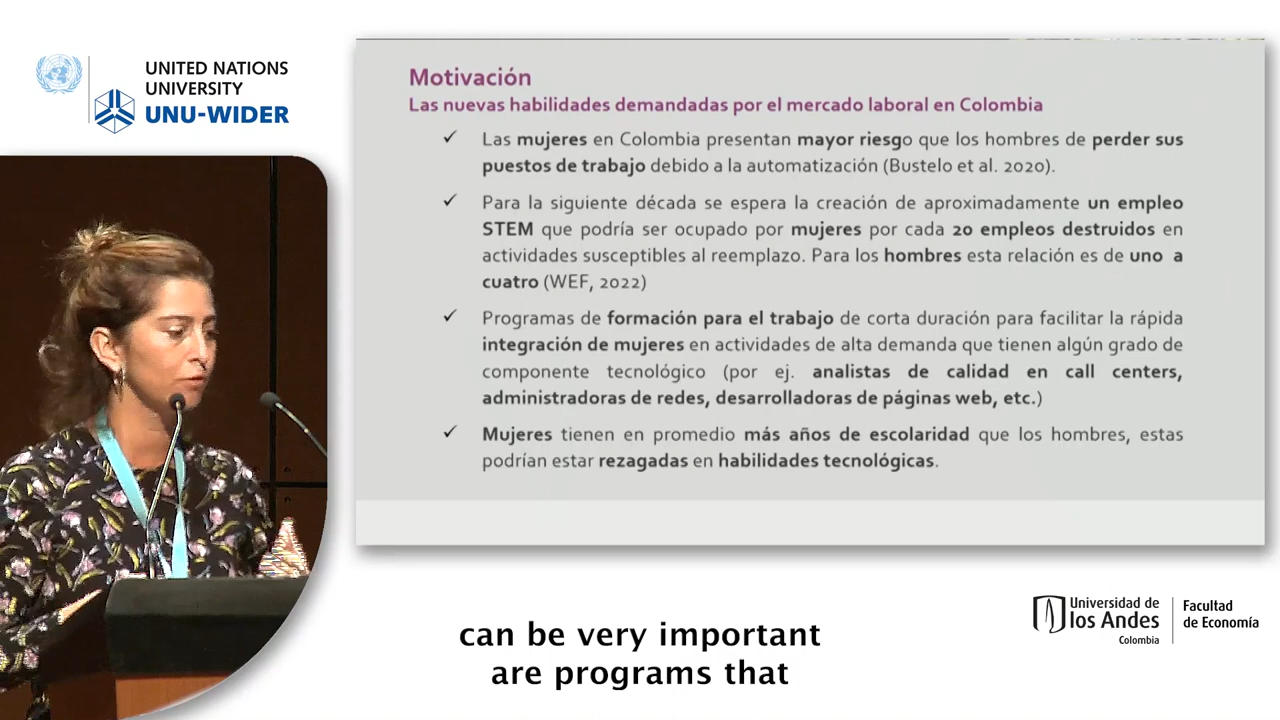 UNITED NATIONS
UNIVERSITY
UNU-WIDER
Motivación
Las nuevas habilidades demandadas por el mercado laboral en Colombia
✓ Las mujeres en Colombia presentan mayor riesgo que los hombres de perder sus
puestos de trabajo debido a la automatización (Bustelo et al. 2020).
✓ Para la siguiente década se espera la creación de aproximadamente un empleo
STEM que podría ser ocupado por mujeres por cada 20 empleos destruidos en
actividades susceptibles al reemplazo. Para los hombres esta relación es de uno a
cuatro (WEF, 2022)
✓ Programas de formación para el trabajo de corta duración para facilitar la rápida
integración de mujeres en actividades de alta demanda que tienen algún grado de
componente tecnológico (por ej. analistas de calidad en call centers,
administradoras de redes, desarrolladoras de páginas web, etc.)
✓ Mujeres tienen en promedio más años de escolaridad que los hombres, estas
podrían estar rezagadas en habilidades tecnológicas.
can be very important
are programs that
Universidad de
los Andes
Colombia
Facultad
de Economía